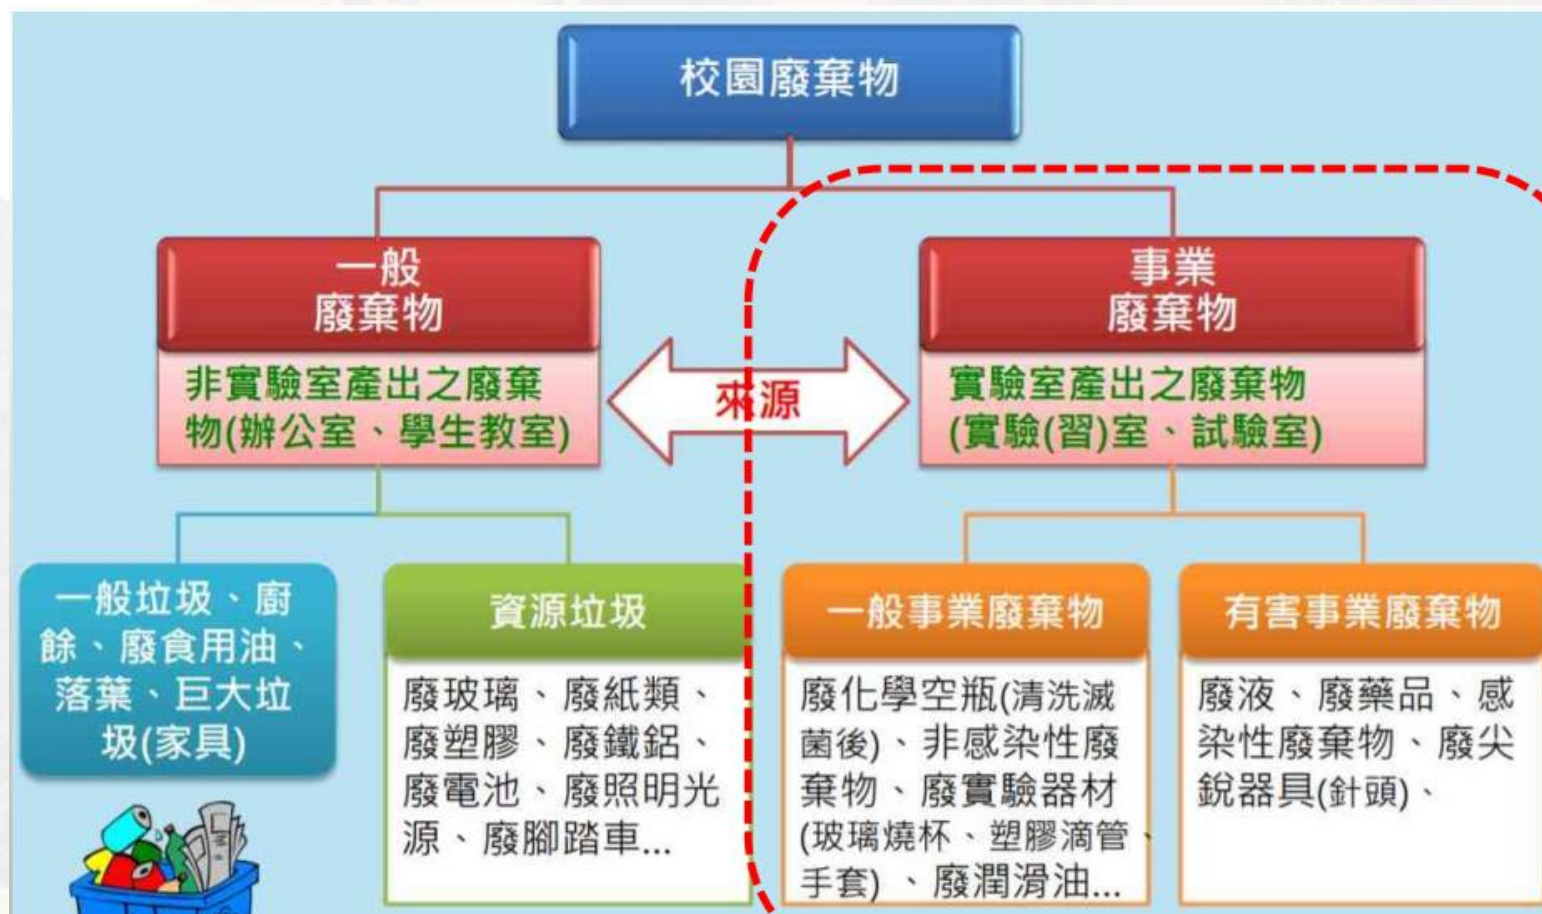 校園廢棄物
一般
廢棄物
非實驗室產出之廢棄
物(辦公室、學生教室)
來源
事業
廢棄物
實驗室產出之廢棄物
(實驗(習)室、試驗室)
一般垃圾、廚
餘、廢食用油、
落葉、巨大垃
圾(家具)
資源垃圾
廢玻璃、廢紙類、
廢塑膠、廢鐵鋁、
廢電池、廢照明光
源、廢腳踏車...
一般事業廢棄物
廢化學空瓶(清洗滅
菌後)、非感染性廢
棄物、廢實驗器材
(玻璃燒杯、塑膠滴管、
手套)、廢潤滑油...
有害事業廢棄物
廢液、廢藥品、感
染性廢棄物、廢尖
銳器具(針頭)、